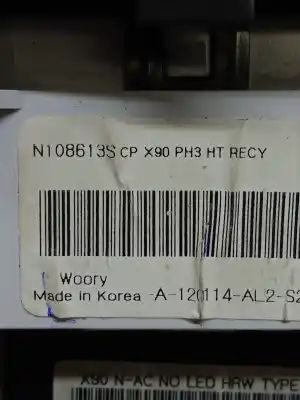 N108613S CP X90 PH3 HT RECY
Woory
Made in Korea -A-120114-AL2-S2
X90 N-AC NO LED HRW TYPE